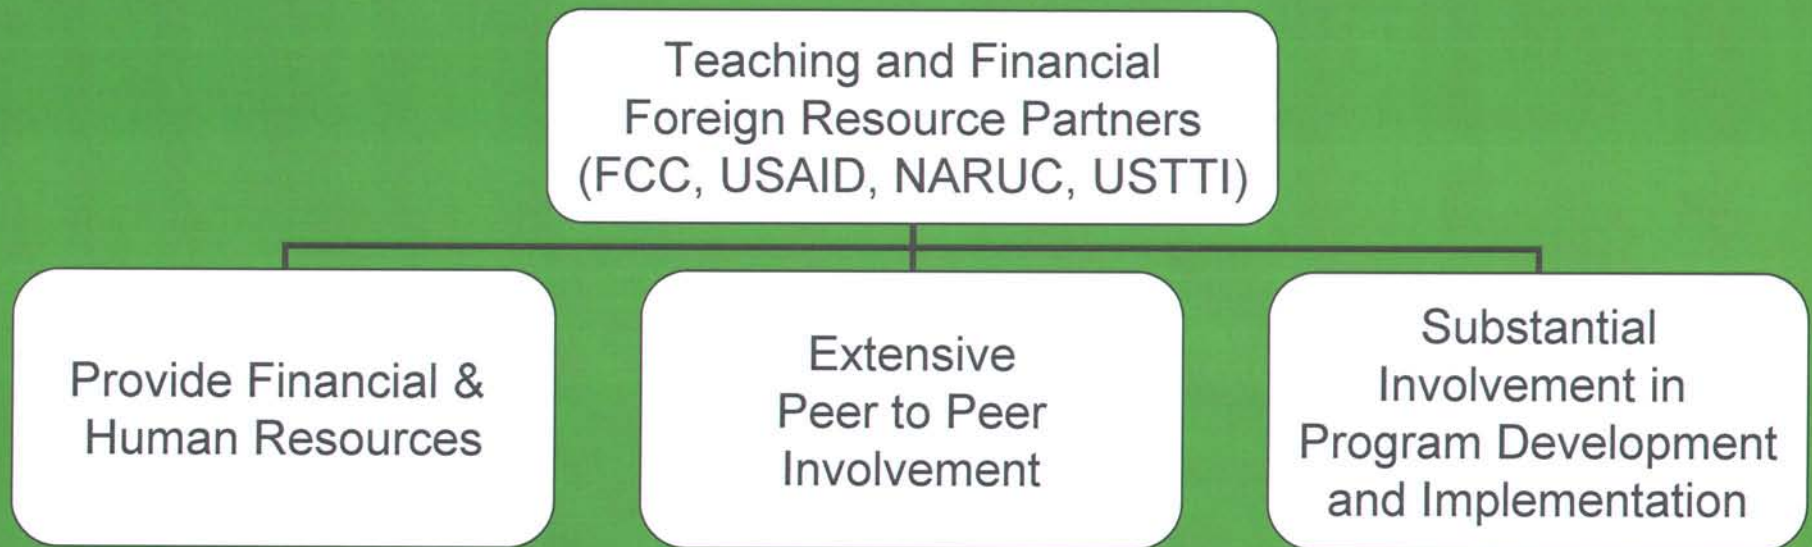 Teaching and Financial
Foreign Resource Partners
(FCC, USAID, NARUC, USTTI)
Provide Financial &
Human Resources
Extensive
Peer to Peer
Involvement
Substantial
Involvement in
Program Development
and Implementation